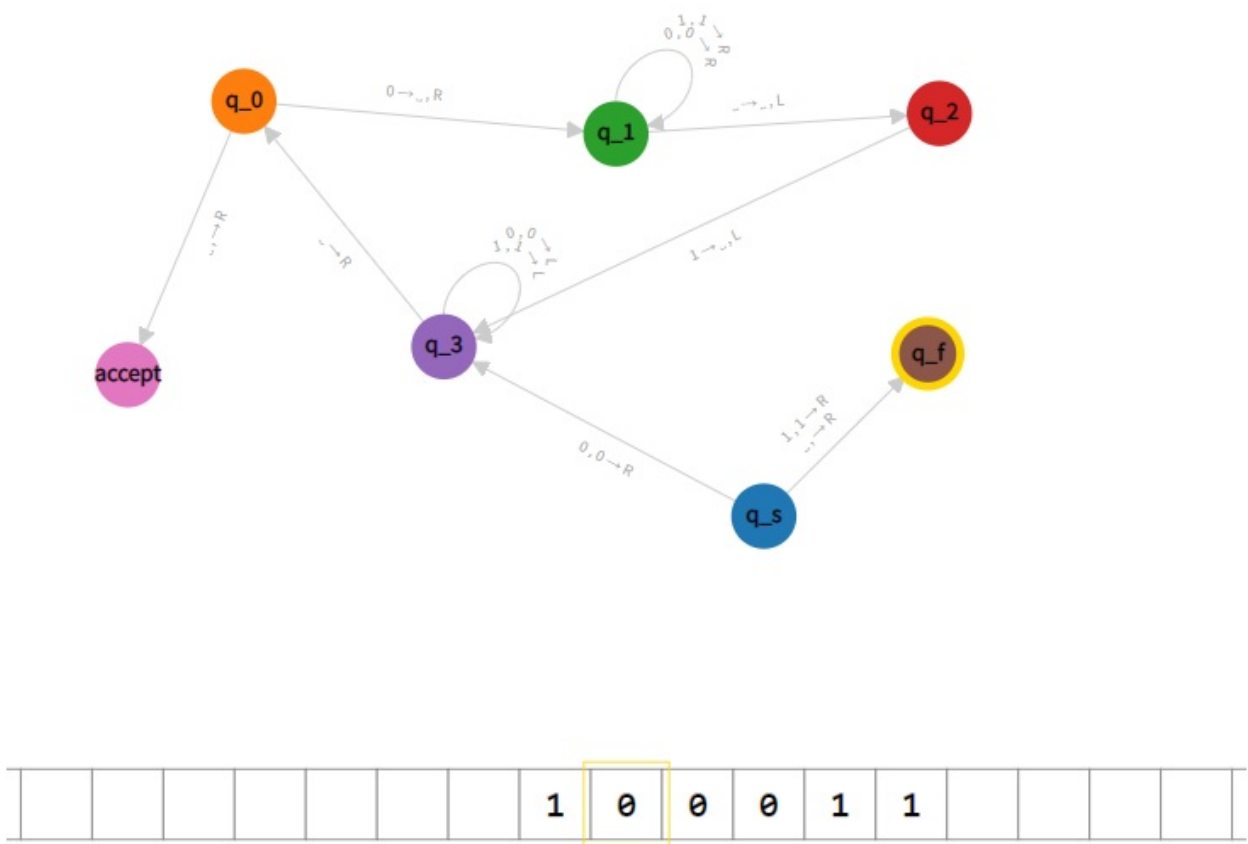 1,1→R
0,0→R
q_0
0→_,R
q_1
_→_,L
q_2
_,→R
_→R
0,0→L
1,1→L
1→_,L
accept
q_3
q_f
1,1→R
_,→R
0,0→R
q_s
1 0 0 0 1 1